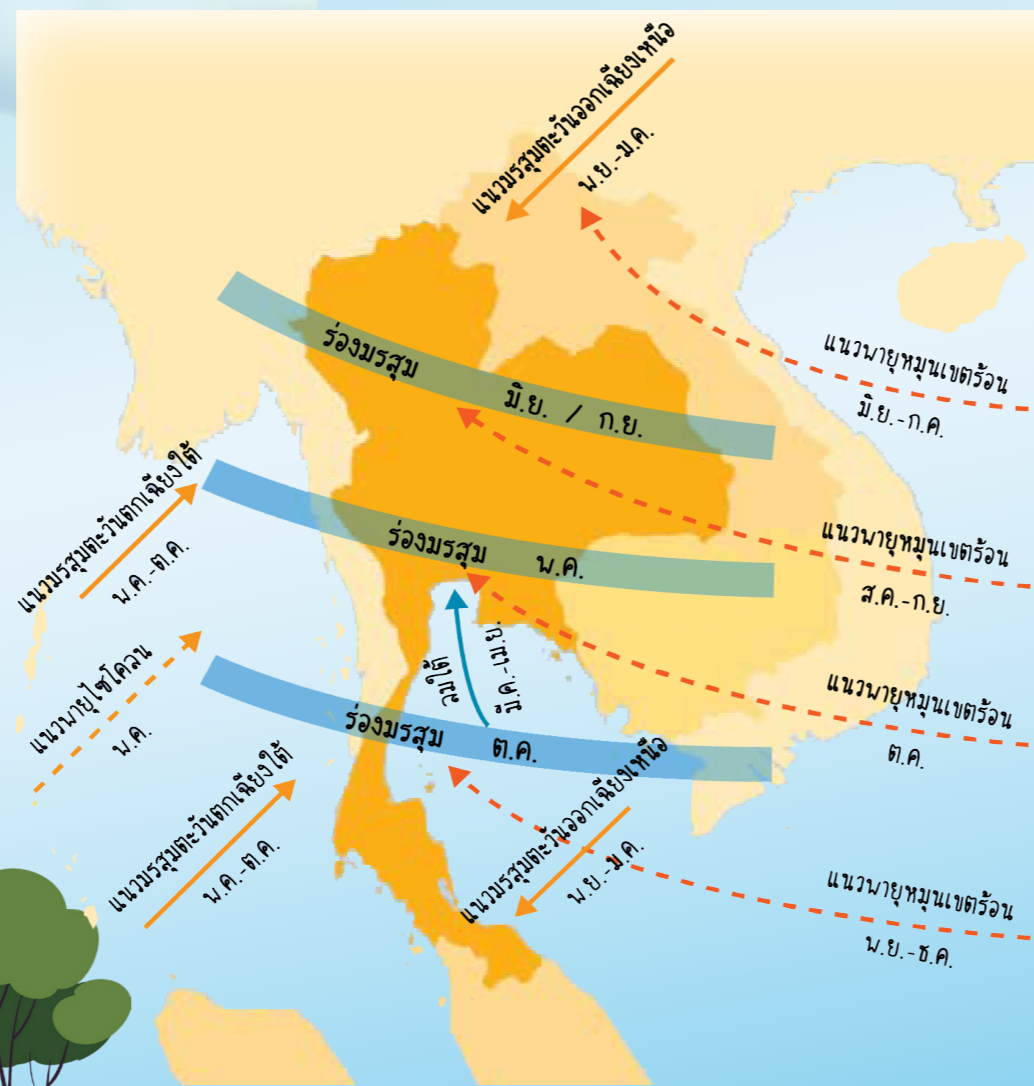 แนวมรสุมตะวันออกเฉียงเหนือ
พ.ย.-ม.ค.
แนวพายุหมุนเขตร้อน
มิ.ย.-ก.ค.
ร่องมรสุม มิ.ย. / ก.ย.
แนวมรสุมตะวันตกเฉียงใต้
พ.ค.-ต.ค.
แนวพายุหมุนเขตร้อน
ส.ค.-ก.ย.
ร่องมรสุม พ.ค.
ลมใต้
มี.ค.-เม.ย.
แนวพายุไซโคลน
พ.ค.
แนวพายุหมุนเขตร้อน
ต.ค.
ร่องมรสุม ต.ค.
แนวมรสุมตะวันตกเฉียงใต้
พ.ค.-ต.ค.
แนวมรสุมตะวันออกเฉียงเหนือ
พ.ย.-ม.ค.
แนวพายุหมุนเขตร้อน
พ.ย.-ธ.ค.